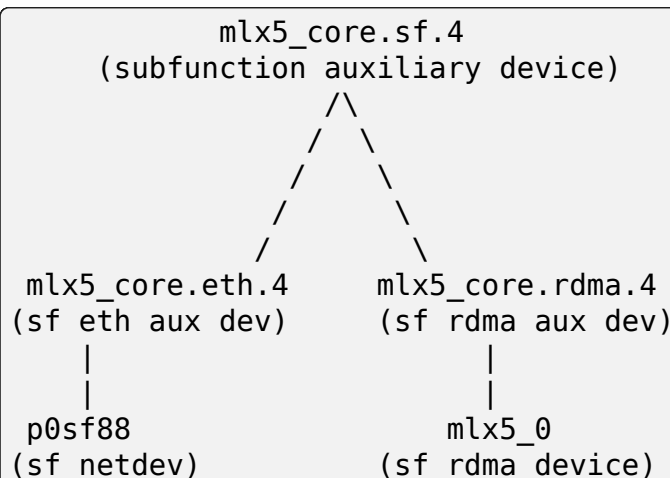 mlx5_core.sf.4
(subfunction auxiliary device)
/\
/ \
/ \
/ \
/ \
mlx5_core.eth.4 mlx5_core.rdma.4
(sf eth aux dev) (sf rdma aux dev)
| |
| |
p0sf88 mlx5_0
(sf netdev) (sf rdma device)